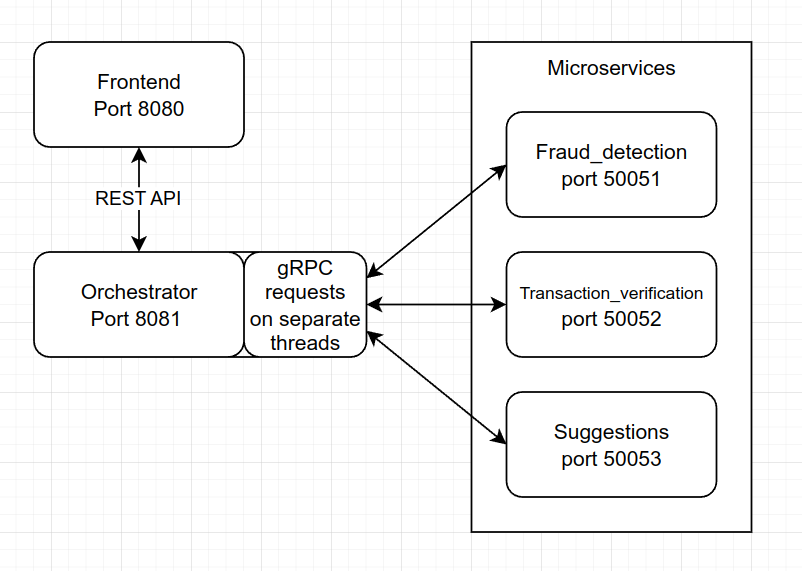 Frontend
Port 8080
REST API
Orchestrator
Port 8081
gRPC
requests
on separate
threads
Microservices
Fraud_detection
port 50051
Transaction_verification
port 50052
Suggestions
port 50053